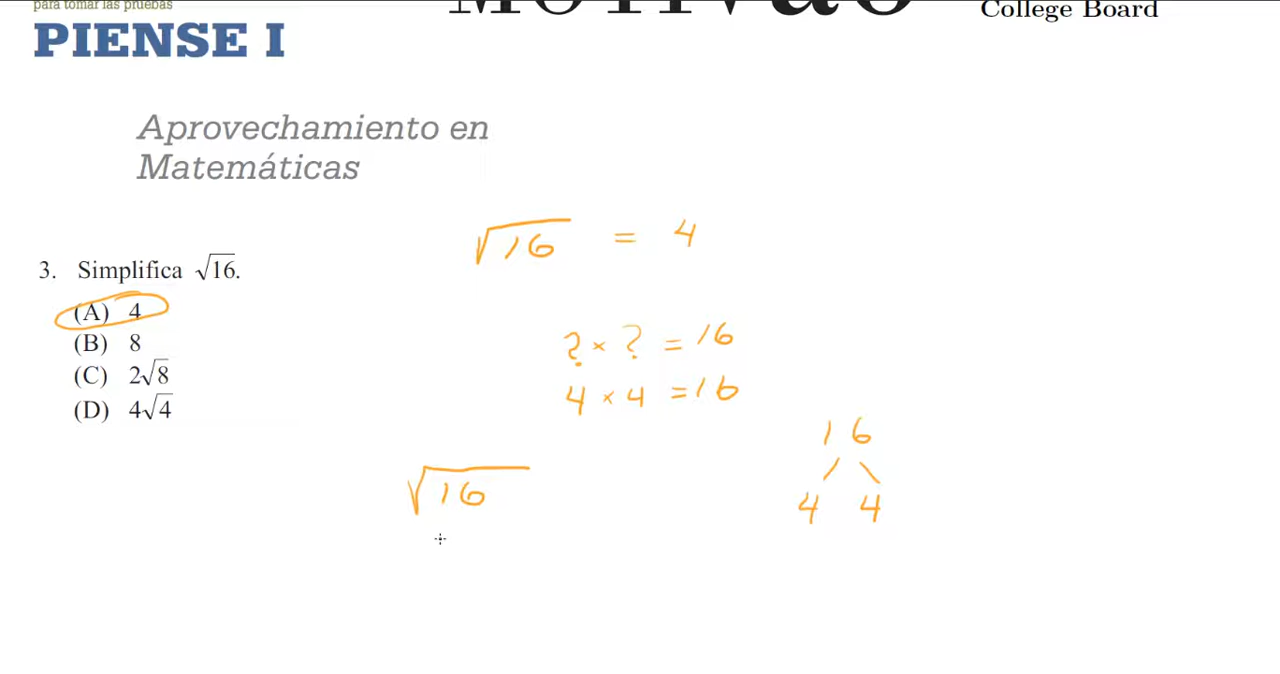 para tomar las pruebas
College Board
PIENSE I
Aprovechamiento en
Matemáticas
√16 = 4
3. Simplifica √16.
(A) 4
(B) 8
(C) 2√8
(D) 4√4
? × ? = 16
4 × 4 = 16
16
4 4
√16